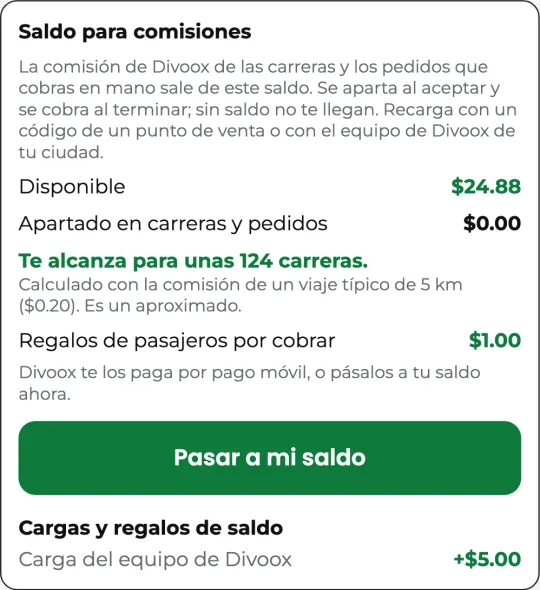 Saldo para comisiones
La comisión de Divoox de las carreras y los pedidos que
cobras en mano sale de este saldo. Se aparta al aceptar y
se cobra al terminar; sin saldo no te llegan. Recarga con un
código de un punto de venta o con el equipo de Divoox de
tu ciudad.
Disponible $24.88
Apartado en carreras y pedidos $0.00
Te alcanza para unas 124 carreras.
Calculado con la comisión de un viaje típico de 5 km
($0.20). Es un aproximado.
Regalos de pasajeros por cobrar $1.00
Divoox te los paga por pago móvil, o pásalos a tu saldo
ahora.
Pasar a mi saldo
Cargas y regalos de saldo
Carga del equipo de Divoox +$5.00